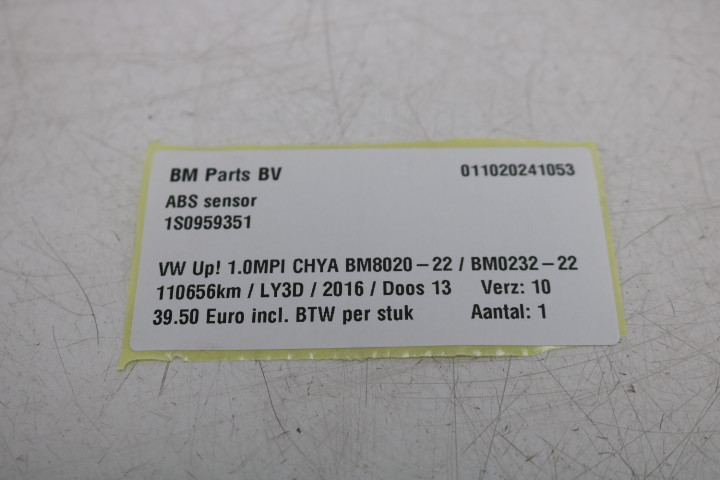 BM Parts BV 011020241053
ABS sensor
1S0959351
VW Up! 1.0MPI CHYA BM8020-22 / BM0232-22
110656km / LY3D / 2016 / Doos 13 Verz: 10
39.50 Euro incl. BTW per stuk Aantal: 1